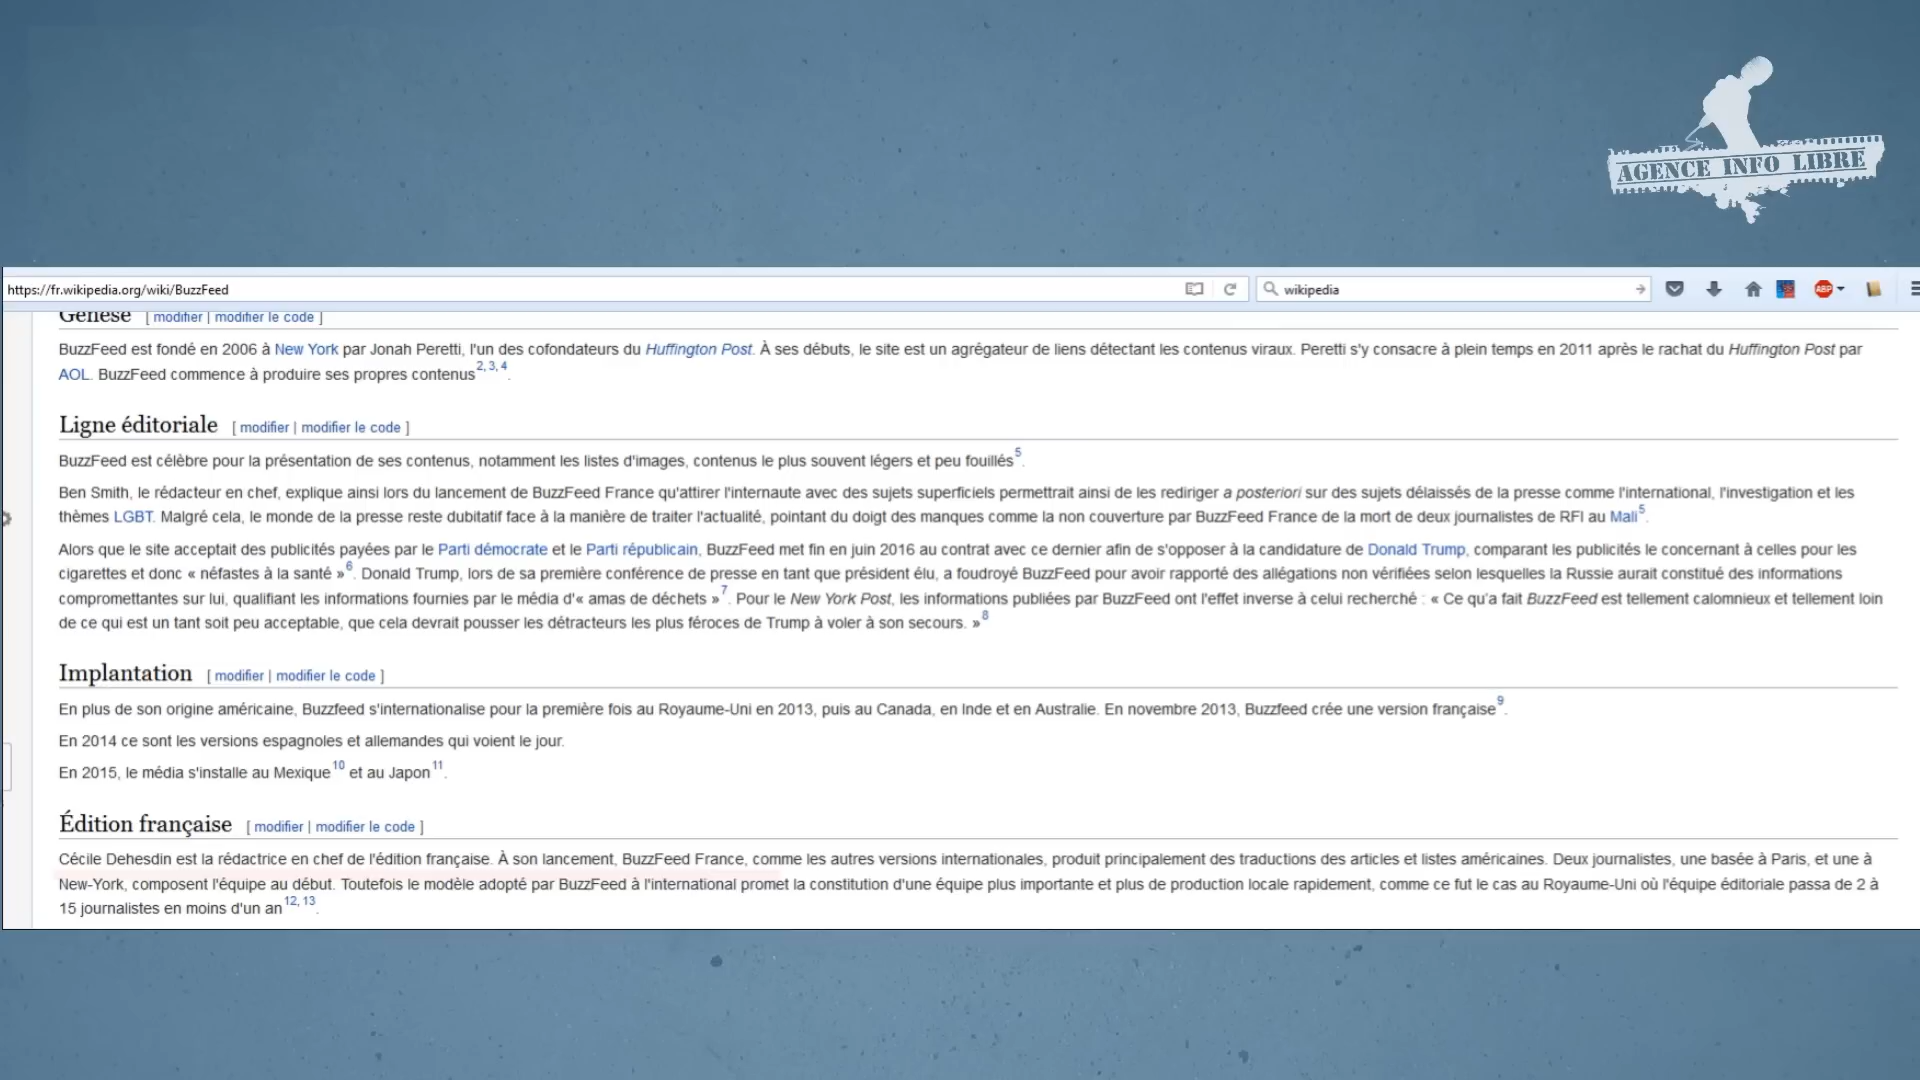 AGENCE INFO LIBRE
https://fr.wikipedia.org/wiki/BuzzFeed
wikipedia
ABP
Genèse [ modifier | modifier le code ]
BuzzFeed est fondé en 2006 à New York par Jonah Peretti, l'un des cofondateurs du Huffington Post. À ses débuts, le site est un agrégateur de liens détectant les contenus viraux. Peretti s'y consacre à plein temps en 2011 après le rachat du Huffington Post par
AOL. BuzzFeed commence à produire ses propres contenus2, 3, 4.
Ligne éditoriale [ modifier | modifier le code ]
BuzzFeed est célèbre pour la présentation de ses contenus, notamment les listes d'images, contenus le plus souvent légers et peu fouillés5.
Ben Smith, le rédacteur en chef, explique ainsi lors du lancement de BuzzFeed France qu'attirer l'internaute avec des sujets superficiels permettrait ainsi de les rediriger a posteriori sur des sujets délaissés de la presse comme l'international, l'investigation et les
thèmes LGBT. Malgré cela, le monde de la presse reste dubitatif face à la manière de traiter l'actualité, pointant du doigt des manques comme la non couverture par BuzzFeed France de la mort de deux journalistes de RFI au Mali5.
Alors que le site acceptait des publicités payées par le Parti démocrate et le Parti républicain, BuzzFeed met fin en juin 2016 au contrat avec ce dernier afin de s'opposer à la candidature de Donald Trump, comparant les publicités le concernant à celles pour les
cigarettes et donc « néfastes à la santé »6. Donald Trump, lors de sa première conférence de presse en tant que président élu, a foudroyé BuzzFeed pour avoir rapporté des allégations non vérifiées selon lesquelles la Russie aurait constitué des informations
compromettantes sur lui, qualifiant les informations fournies par le média d'« amas de déchets »7. Pour le New York Post, les informations publiées par BuzzFeed ont l'effet inverse à celui recherché : « Ce qu'a fait BuzzFeed est tellement calomnieux et tellement loin
de ce qui est un tant soit peu acceptable, que cela devrait pousser les détracteurs les plus féroces de Trump à voler à son secours. »8
Implantation [ modifier | modifier le code ]
En plus de son origine américaine, Buzzfeed s'internationalise pour la première fois au Royaume-Uni en 2013, puis au Canada, en Inde et en Australie. En novembre 2013, Buzzfeed crée une version française9.
En 2014 ce sont les versions espagnoles et allemandes qui voient le jour.
En 2015, le média s'installe au Mexique10 et au Japon11.
Édition française [ modifier | modifier le code ]
Cécile Dehesdin est la rédactrice en chef de l'édition française. À son lancement, BuzzFeed France, comme les autres versions internationales, produit principalement des traductions des articles et listes américaines. Deux journalistes, une basée à Paris, et une à
New-York, composent l'équipe au début. Toutefois le modèle adopté par BuzzFeed à l'international promet la constitution d'une équipe plus importante et plus de production locale rapidement, comme ce fut le cas au Royaume-Uni où l'équipe éditoriale passa de 2 à
15 journalistes en moins d'un an12, 13.